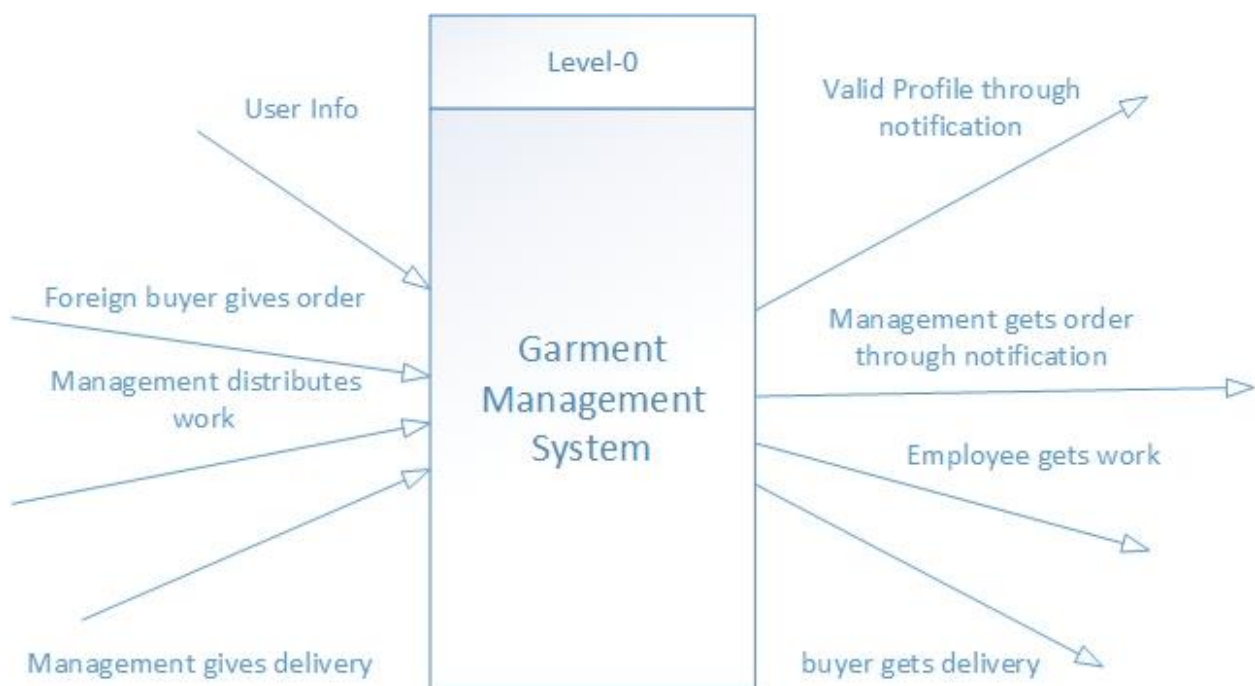 Level-0
User Info
Valid Profile through
notification
Foreign buyer gives order
Management gets order
through notification
Garment
Management
System
Management distributes
work
Employee gets work
Management gives delivery
buyer gets delivery